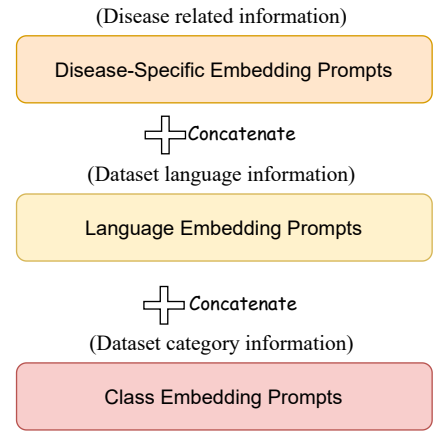 (Disease related information)
Disease-Specific Embedding Prompts
Concatenate
(Dataset language information)
Language Embedding Prompts
Concatenate
(Dataset category information)
Class Embedding Prompts